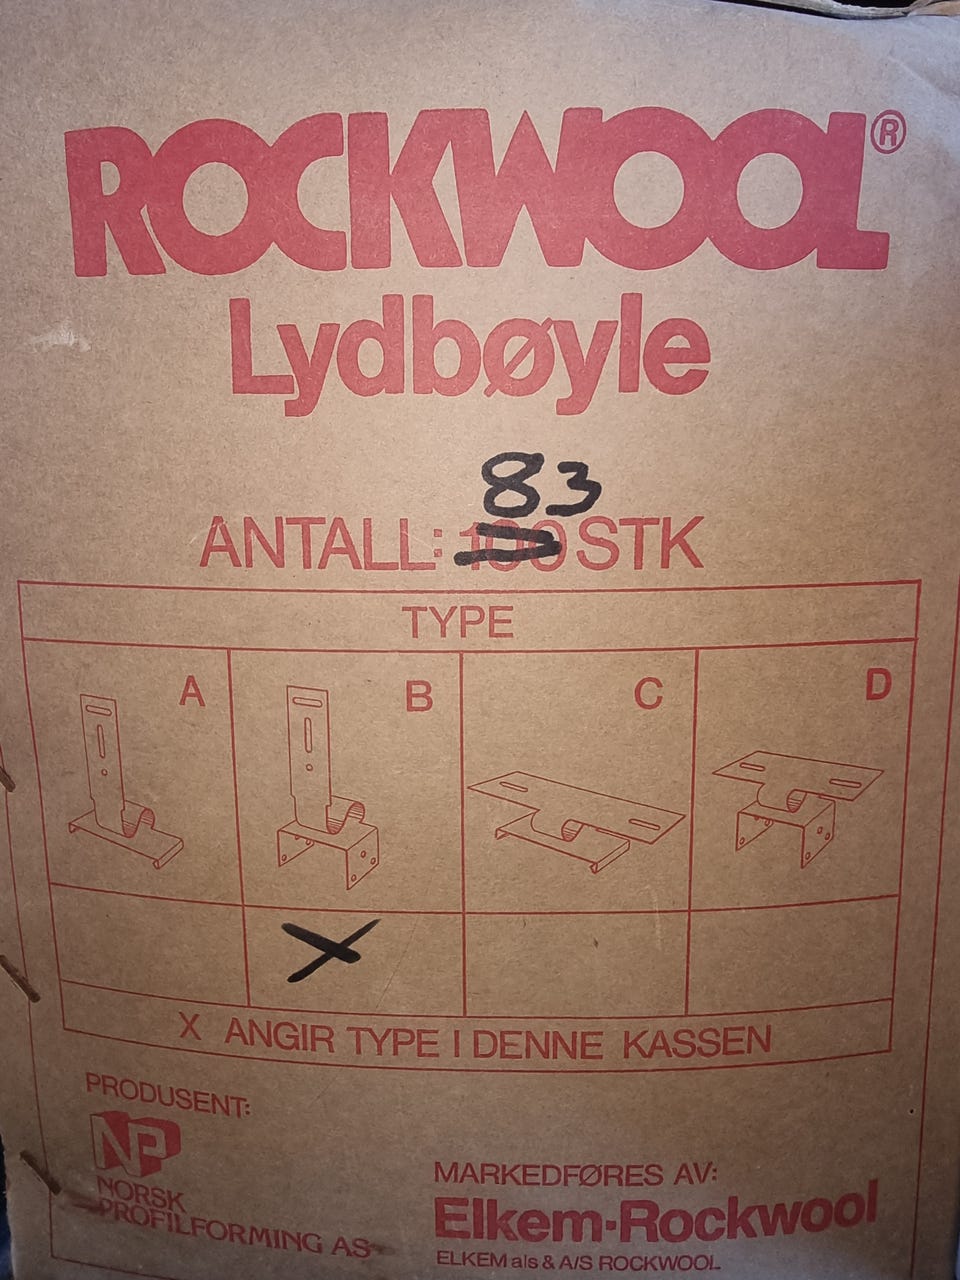 ROCKWOOL®
Lydbøyle
83
ANTALL: 100 STK
TYPE
A B C D
X
X ANGIR TYPE I DENNE KASSEN
PRODUSENT:
NP
NORSK
PROFILFORMING AS
MARKEDFØRES AV:
Elkem-Rockwool
ELKEM a/s & A/S ROCKWOOL